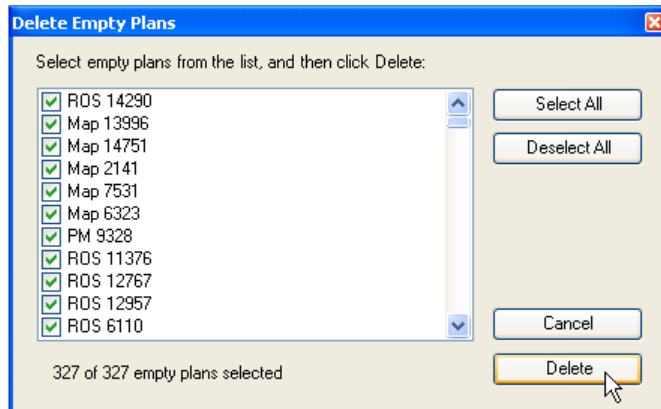 Delete Empty Plans
Select empty plans from the list, and then click Delete:
ROS 14290
Map 13996
Map 14751
Map 2141
Map 7531
Map 6323
PM 9328
ROS 11376
ROS 12767
ROS 12957
ROS 6110
Select All
Deselect All
Cancel
327 of 327 empty plans selected
Delete